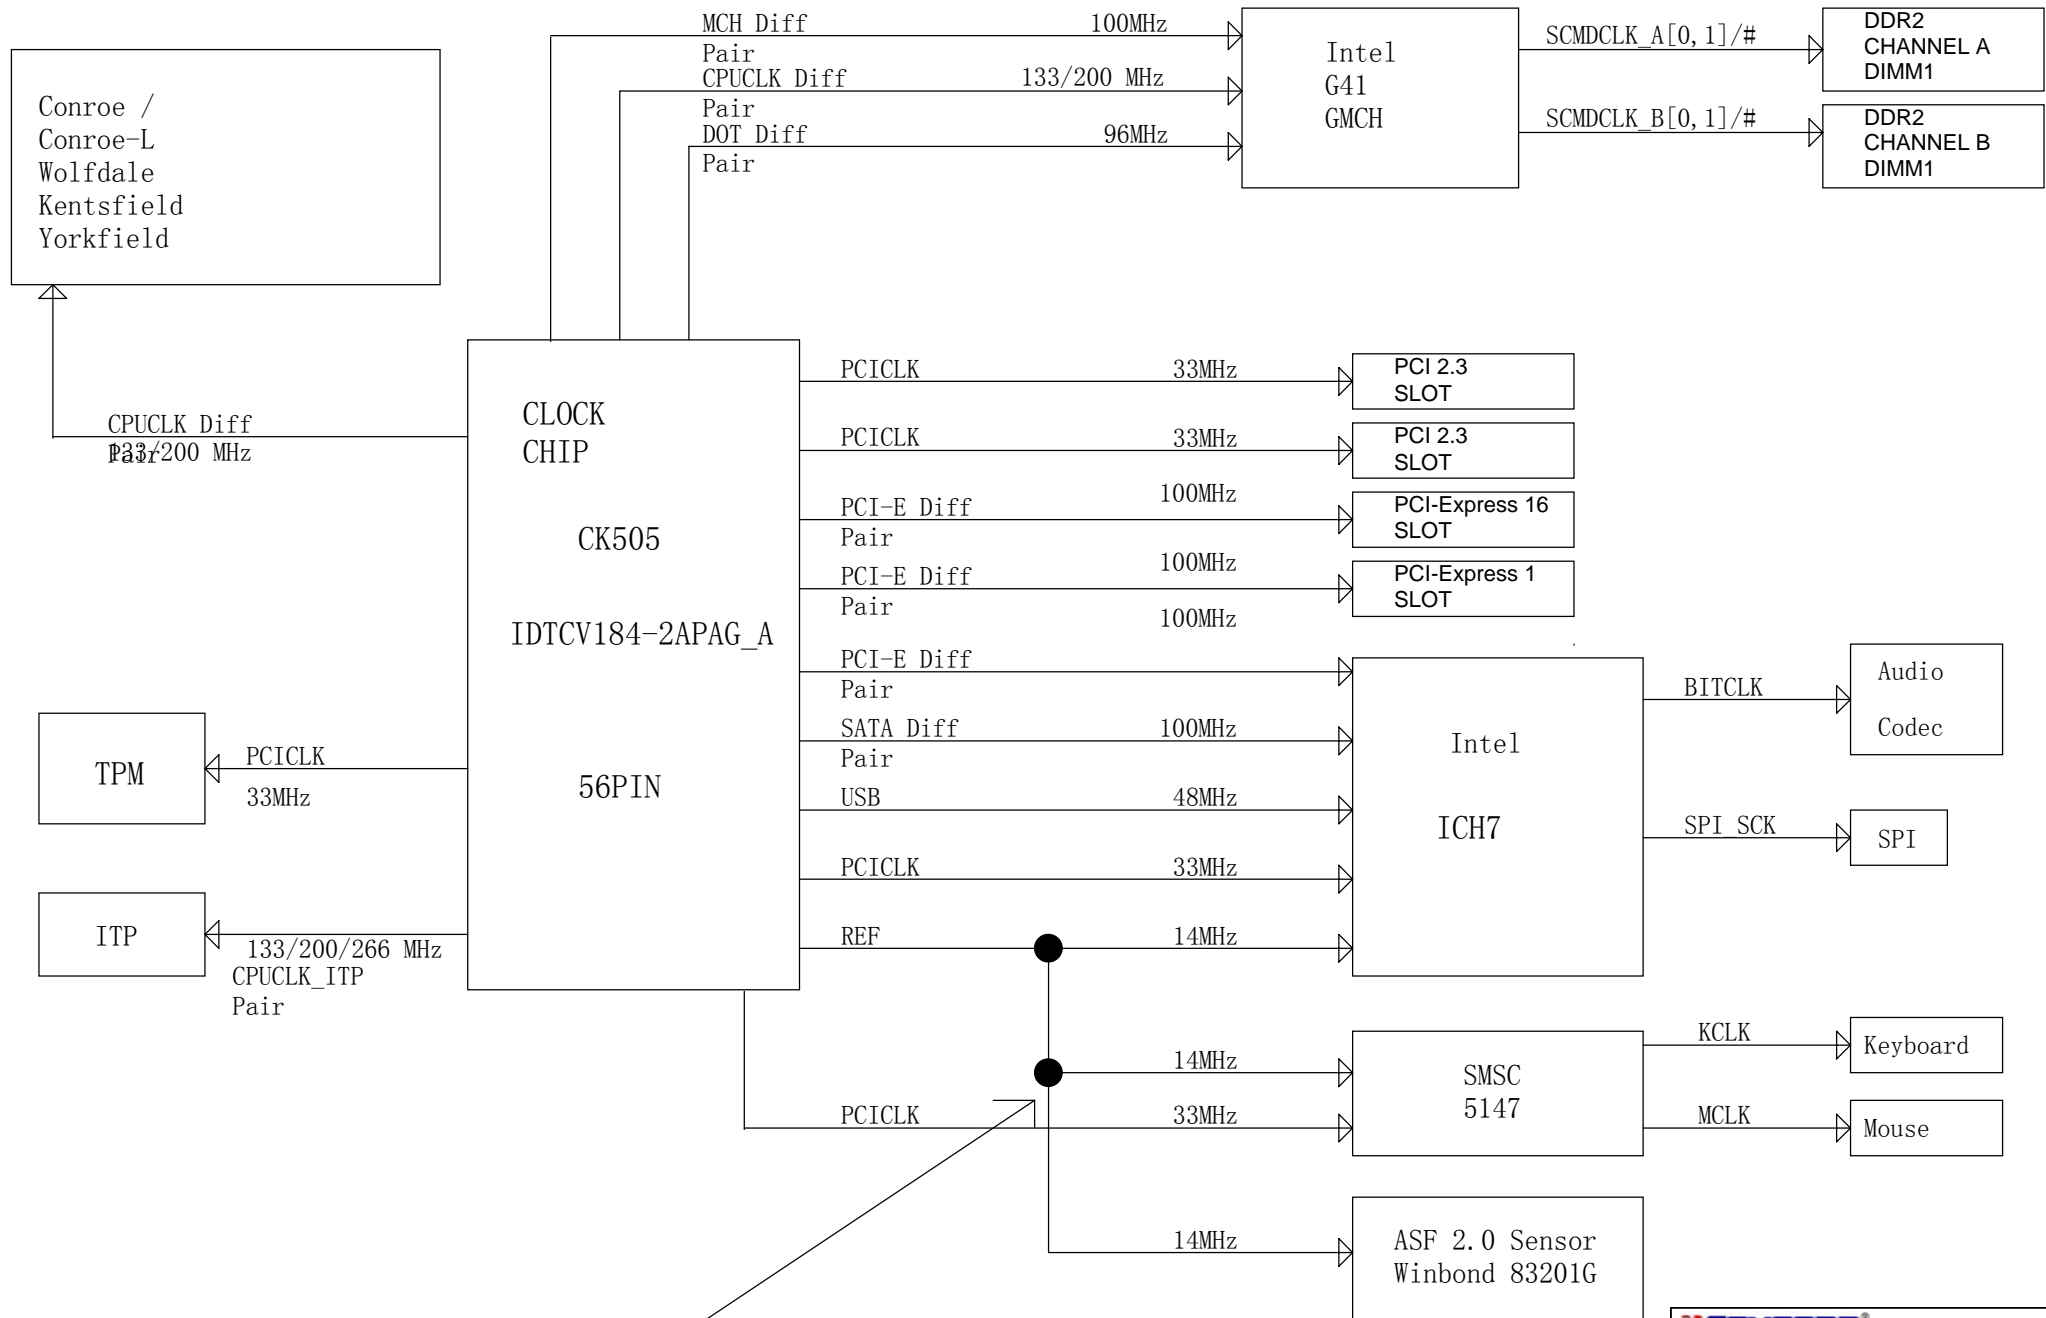 MCH Diff 100MHz
Pair
CPUCLK Diff 133/200 MHz
Pair
DOT Diff 96MHz
Pair
Intel
G41
GMCH
SCMDCLK_A[0,1]/#
SCMDCLK_B[0,1]/#
DDR2
CHANNEL A
DIMM1
DDR2
CHANNEL B
DIMM1
Conroe /
Conroe-L
Wolfdale
Kentsfield
Yorkfield
CPUCLK Diff
Pair
133/200 MHz
CLOCK
CHIP
CK505
IDTCV184-2APAG_A
56PIN
TPM
PCICLK
33MHz
ITP
133/200/266 MHz
CPUCLK_ITP
Pair
PCICLK 33MHz
PCI 2.3
SLOT
PCICLK 33MHz
PCI 2.3
SLOT
100MHz
PCI-E Diff
Pair
PCI-Express 16
SLOT
100MHz
PCI-E Diff
Pair
PCI-Express 1
SLOT
100MHz
PCI-E Diff
Pair
SATA Diff 100MHz
Pair
USB 48MHz
PCICLK 33MHz
REF 14MHz
Intel
ICH7
BITCLK
Audio
Codec
SPI_SCK
SPI
14MHz
PCICLK 33MHz
SMSC
5147
KCLK
Keyboard
MCLK
Mouse
14MHz
ASF 2.0 Sensor
Winbond 83201G